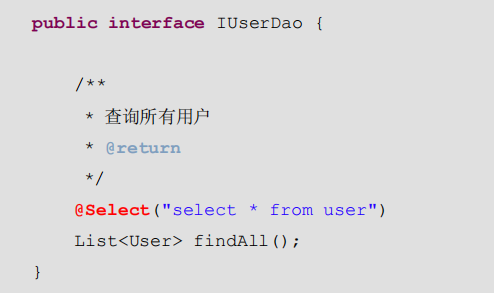 public interface IUserDao {
/**
* 查询所有用户
* @return
*/
@Select("select * from user")
List<User> findAll();
}